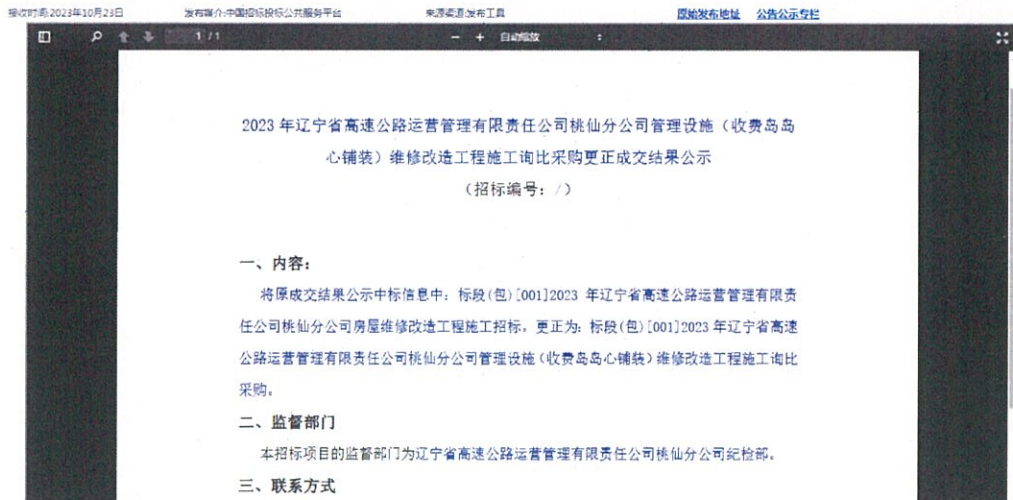 接收时间:2023年10月23日 发布媒介:中国招标投标公共服务平台 来源渠道:发布工具 原始发布地址 公告公示专栏
1 / 1 − + 自动缩放
2023 年辽宁省高速公路运营管理有限责任公司桃仙分公司管理设施（收费岛岛
心铺装）维修改造工程施工询比采购更正成交结果公示
（招标编号：/）
一、内容：
将原成交结果公示中标信息中：标段(包)[001]2023 年辽宁省高速公路运营管理有限责
任公司桃仙分公司房屋维修改造工程施工招标。更正为：标段(包)[001]2023 年辽宁省高速
公路运营管理有限责任公司桃仙分公司管理设施（收费岛岛心铺装）维修改造工程施工询比
采购。
二、监督部门
本招标项目的监督部门为辽宁省高速公路运营管理有限责任公司桃仙分公司纪检部。
三、联系方式